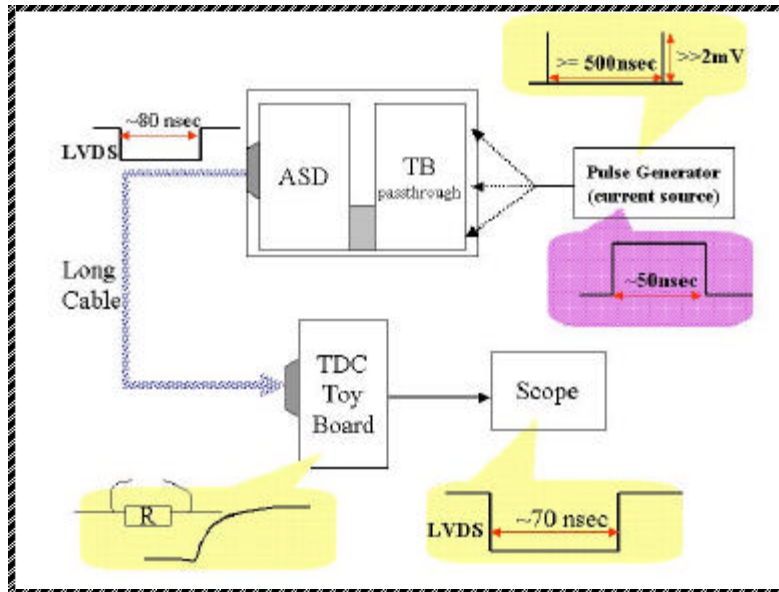 >= 500nsec
>>2mV
~80 nsec
LVDS
ASD
TB
passthrough
Pulse Generator
(current source)
~50nsec
Long
Cable
TDC
Toy
Board
Scope
R
LVDS
~70 nsec